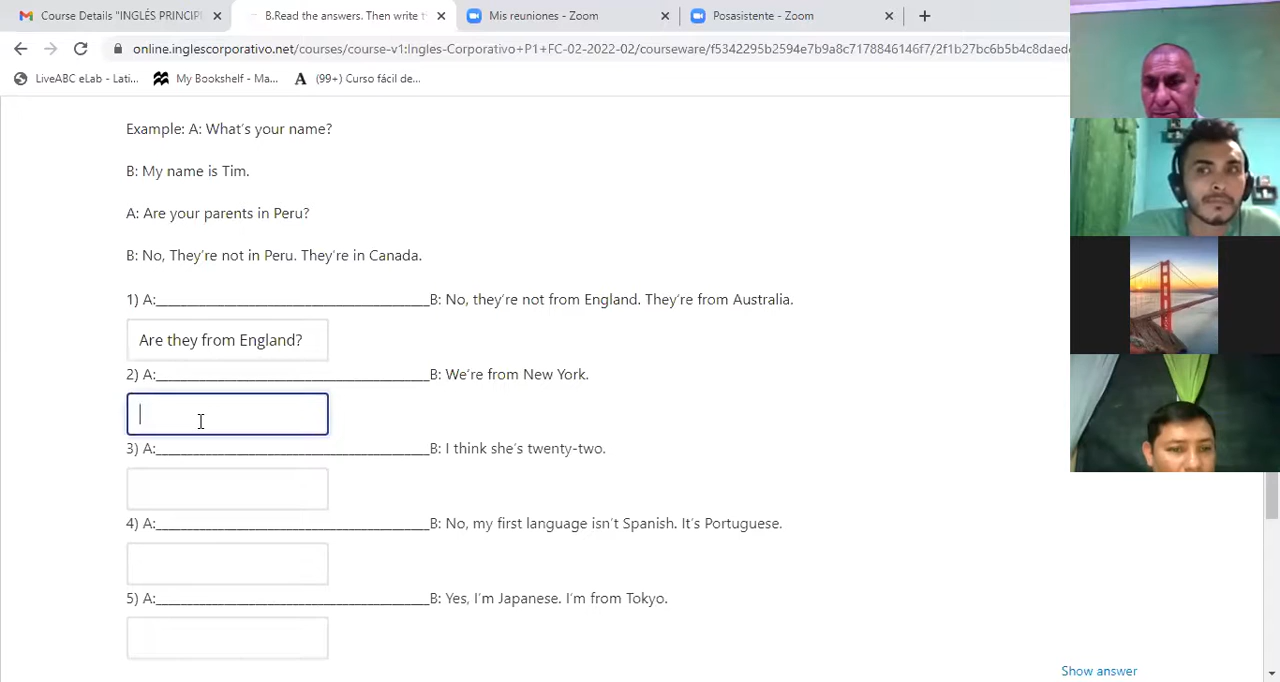 Course Details "INGLÉS PRINCIPI
B.Read the answers. Then write t
Mis reuniones - Zoom
Posasistente - Zoom
online.inglescorporativo.net/courses/course-v1:Ingles-Corporativo+P1+FC-02-2022-02/courseware/f5342295b2594e7b9a8c7178846146f7/2f1b27bc6b5b4c8daed
LiveABC eLab - Lati...
My Bookshelf - Ma...
(99+) Curso fácil de...
Example: A: What's your name?
B: My name is Tim.
A: Are your parents in Peru?
B: No, They're not in Peru. They're in Canada.
1) A:______________________________________B: No, they're not from England. They're from Australia.
Are they from England?
2) A:______________________________________B: We're from New York.
3) A:______________________________________B: I think she's twenty-two.
4) A:______________________________________B: No, my first language isn't Spanish. It's Portuguese.
5) A:______________________________________B: Yes, I'm Japanese. I'm from Tokyo.
Show answer